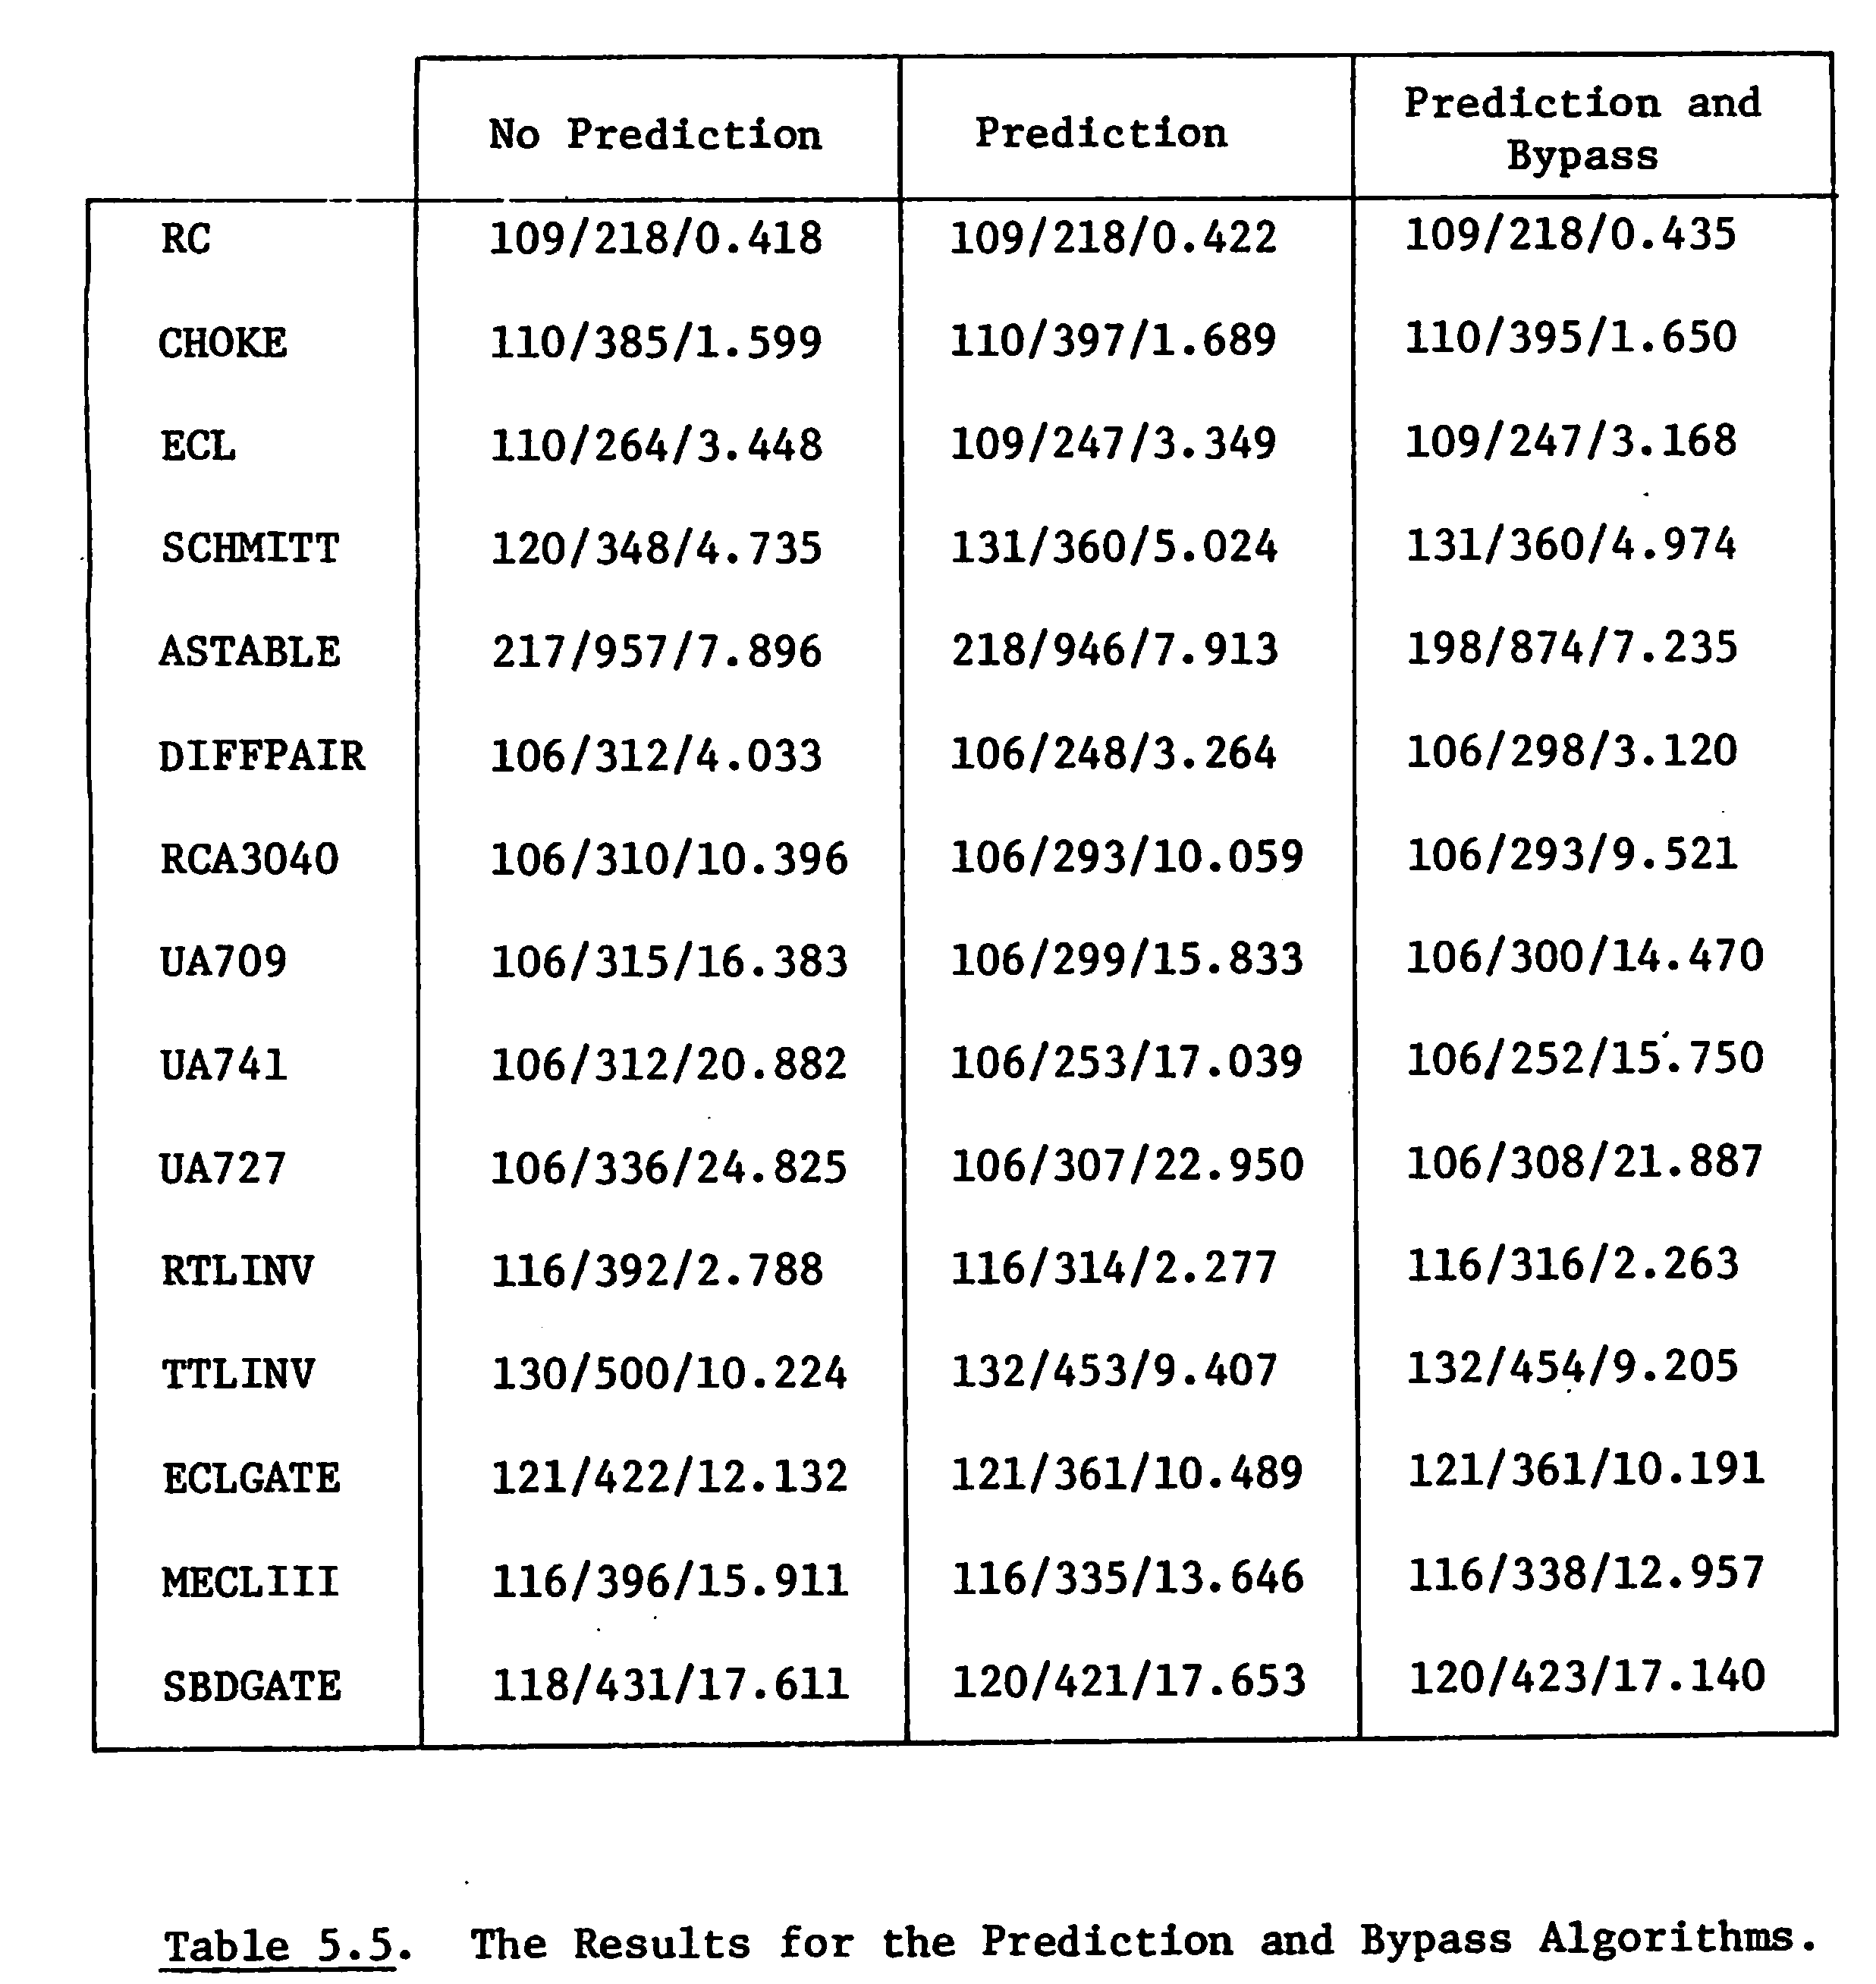 No Prediction Prediction Prediction and
Bypass
RC 109/218/0.418 109/218/0.422 109/218/0.435
CHOKE 110/385/1.599 110/397/1.689 110/395/1.650
ECL 110/264/3.448 109/247/3.349 109/247/3.168
SCHMITT 120/348/4.735 131/360/5.024 131/360/4.974
ASTABLE 217/957/7.896 218/946/7.913 198/874/7.235
DIFFPAIR 106/312/4.033 106/248/3.264 106/298/3.120
RCA3040 106/310/10.396 106/293/10.059 106/293/9.521
UA709 106/315/16.383 106/299/15.833 106/300/14.470
UA741 106/312/20.882 106/253/17.039 106/252/15.750
UA727 106/336/24.825 106/307/22.950 106/308/21.887
RTLINV 116/392/2.788 116/314/2.277 116/316/2.263
TTLINV 130/500/10.224 132/453/9.407 132/454/9.205
ECLGATE 121/422/12.132 121/361/10.489 121/361/10.191
MECLIII 116/396/15.911 116/335/13.646 116/338/12.957
SBDGATE 118/431/17.611 120/421/17.653 120/423/17.140
Table 5.5. The Results for the Prediction and Bypass Algorithms.